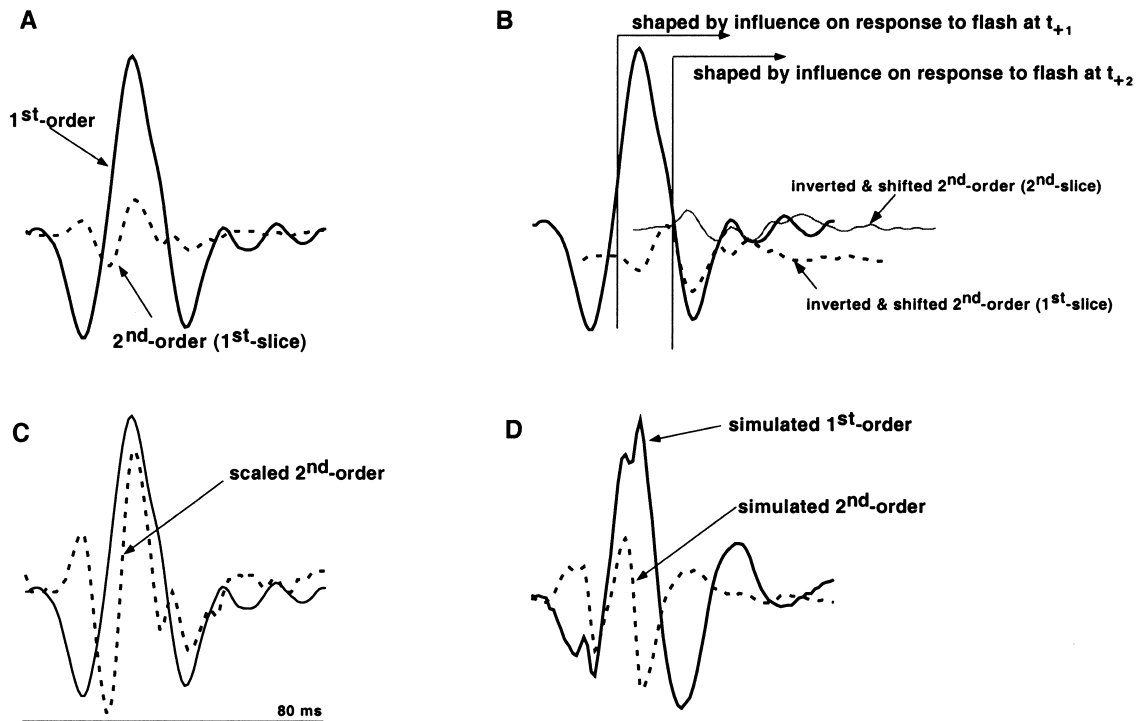 A
1st-order
2nd-order (1st-slice)
B
shaped by influence on response to flash at t+1
shaped by influence on response to flash at t+2
inverted & shifted 2nd-order (2nd-slice)
inverted & shifted 2nd-order (1st-slice)
C
scaled 2nd-order
80 ms
D
simulated 1st-order
simulated 2nd-order